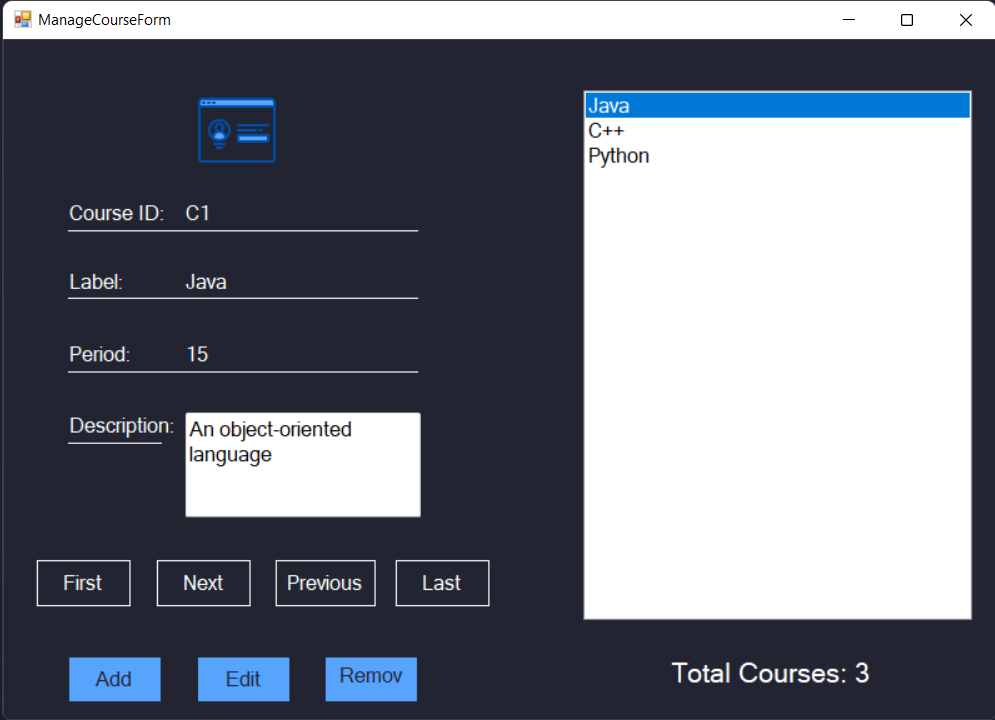 ManageCourseForm
Course ID: C1
Label: Java
Period: 15
Description: An object-oriented
language
First Next Previous Last
Add Edit Remov
Java
C++
Python
Total Courses: 3